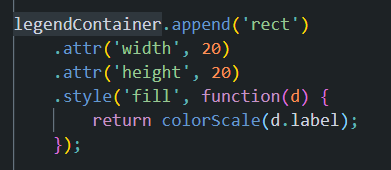 legendContainer.append('rect')
.attr('width', 20)
.attr('height', 20)
.style('fill', function(d) {
return colorScale(d.label);
});